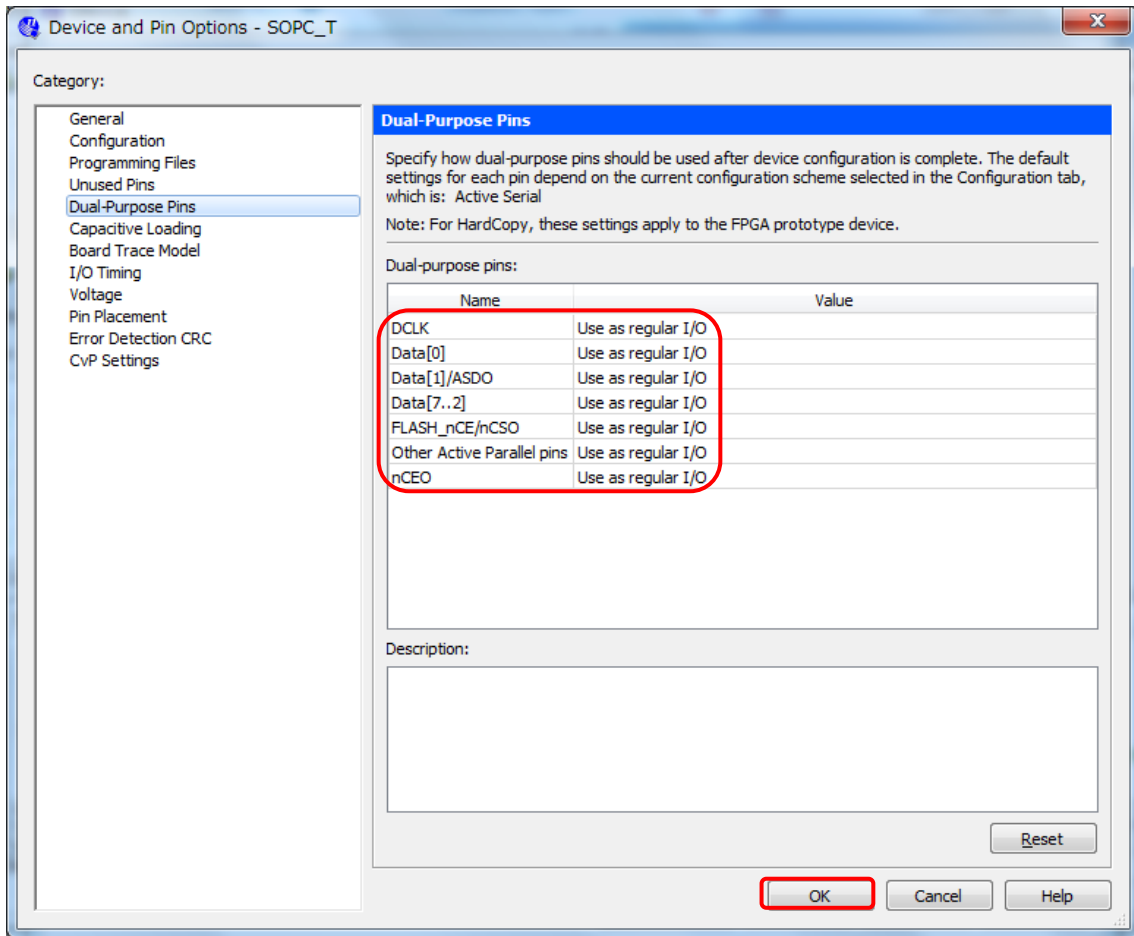 Device and Pin Options - SOPC_T
Category:
General
Configuration
Programming Files
Unused Pins
Dual-Purpose Pins
Capacitive Loading
Board Trace Model
I/O Timing
Voltage
Pin Placement
Error Detection CRC
CvP Settings
Dual-Purpose Pins
Specify how dual-purpose pins should be used after device configuration is complete. The default
settings for each pin depend on the current configuration scheme selected in the Configuration tab,
which is: Active Serial
Note: For HardCopy, these settings apply to the FPGA prototype device.
Dual-purpose pins:
Name Value
DCLK Use as regular I/O
Data[0] Use as regular I/O
Data[1]/ASDO Use as regular I/O
Data[7..2] Use as regular I/O
FLASH_nCE/nCSO Use as regular I/O
Other Active Parallel pins Use as regular I/O
nCEO Use as regular I/O
Description:
Reset
OK Cancel Help